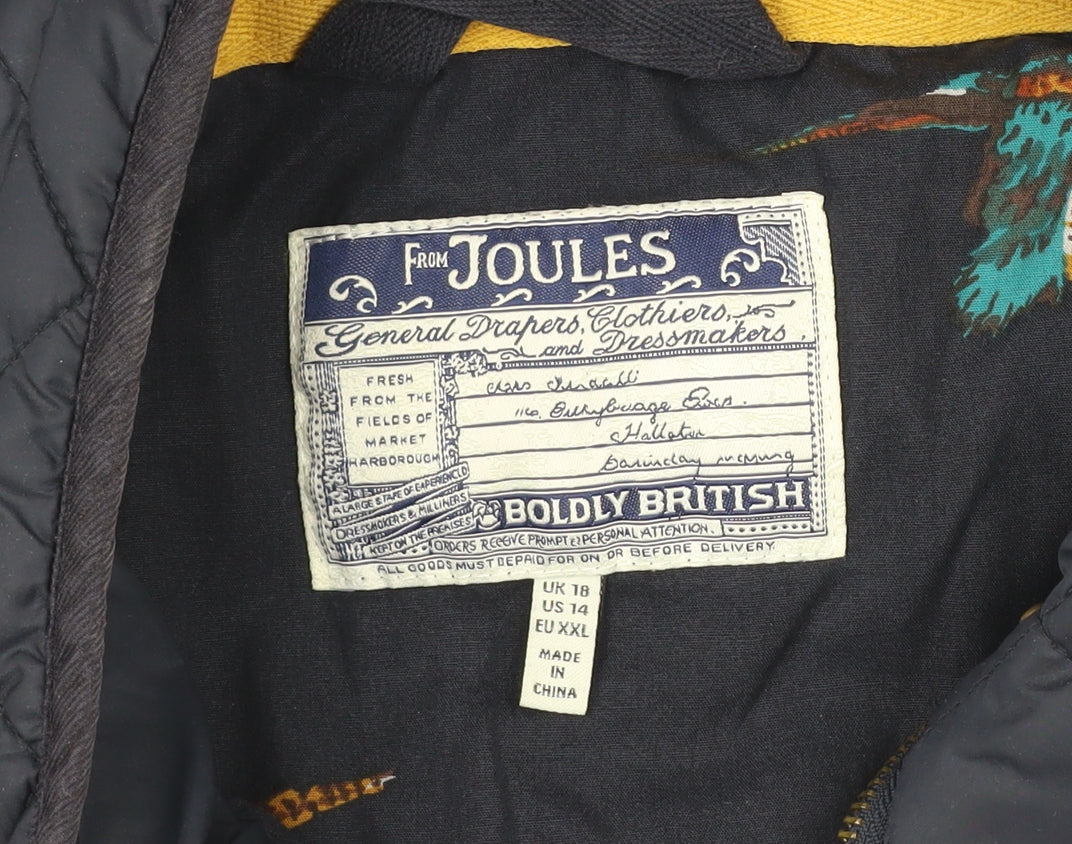 FROM JOULES
General Drapers, Clothiers,
and Dressmakers.
FRESH
FROM THE
FIELDS OF
MARKET
HARBOROUGH
Hallaton
A LARGE STAFF OF EXPERIENCED
DRESSMAKERS & MILLINERS
KEPT ON THE PREMISES
BOLDLY BRITISH
ORDERS RECEIVE PROMPT & PERSONAL ATTENTION.
ALL GOODS MUST BE PAID FOR ON OR BEFORE DELIVERY.
UK 18
US 14
EU XXL
MADE
IN
CHINA